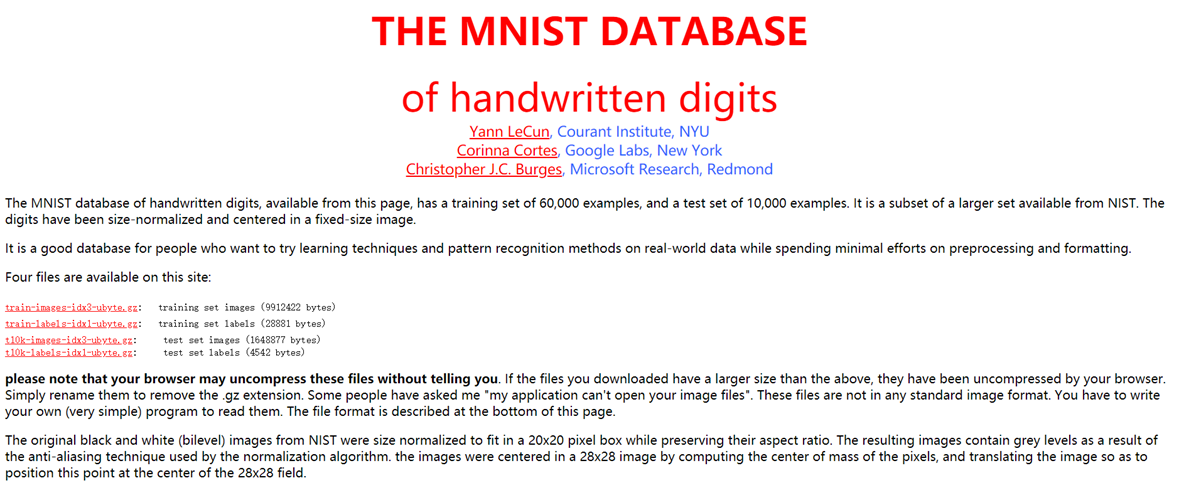 THE MNIST DATABASE
of handwritten digits
Yann LeCun, Courant Institute, NYU
Corinna Cortes, Google Labs, New York
Christopher J.C. Burges, Microsoft Research, Redmond
The MNIST database of handwritten digits, available from this page, has a training set of 60,000 examples, and a test set of 10,000 examples. It is a subset of a larger set available from NIST. The
digits have been size-normalized and centered in a fixed-size image.
It is a good database for people who want to try learning techniques and pattern recognition methods on real-world data while spending minimal efforts on preprocessing and formatting.
Four files are available on this site:
train-images-idx3-ubyte.gz: training set images (9912422 bytes)
train-labels-idx1-ubyte.gz: training set labels (28881 bytes)
t10k-images-idx3-ubyte.gz: test set images (1648877 bytes)
t10k-labels-idx1-ubyte.gz: test set labels (4542 bytes)
please note that your browser may uncompress these files without telling you. If the files you downloaded have a larger size than the above, they have been uncompressed by your browser.
Simply rename them to remove the .gz extension. Some people have asked me "my application can't open your image files". These files are not in any standard image format. You have to write
your own (very simple) program to read them. The file format is described at the bottom of this page.
The original black and white (bilevel) images from NIST were size normalized to fit in a 20x20 pixel box while preserving their aspect ratio. The resulting images contain grey levels as a result of
the anti-aliasing technique used by the normalization algorithm. the images were centered in a 28x28 image by computing the center of mass of the pixels, and translating the image so as to
position this point at the center of the 28x28 field.